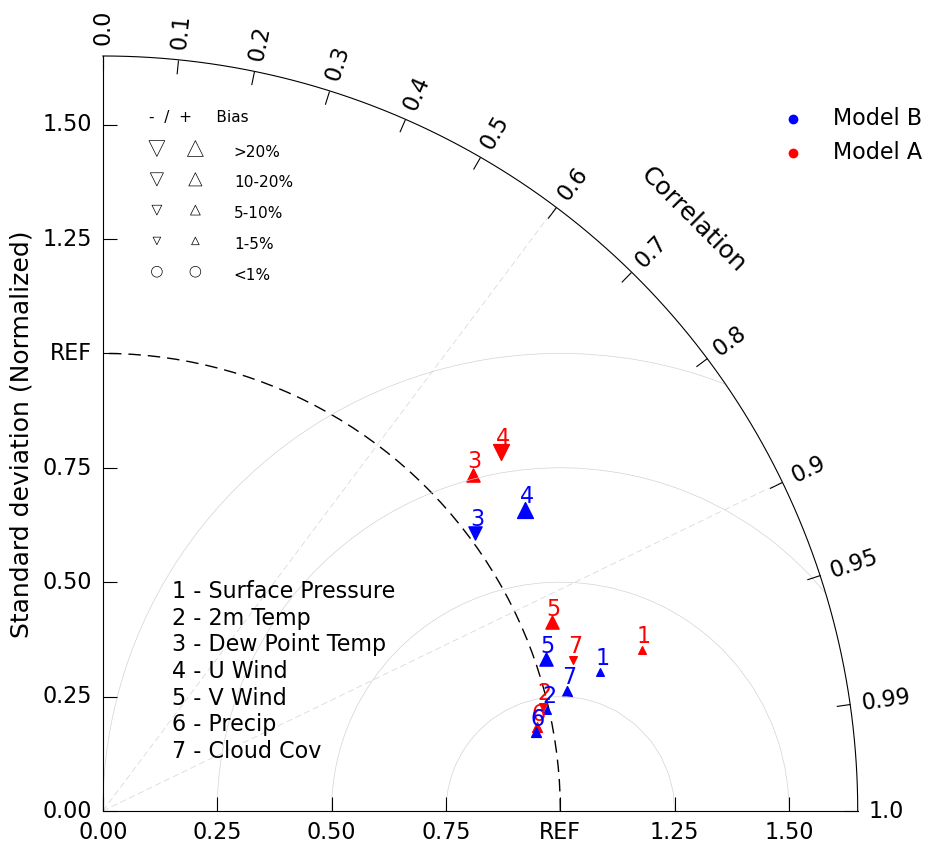 0.0
0.1
0.2
0.3
0.4
0.5
0.6
0.7
0.8
0.9
0.95
0.99
1.0
Correlation
Model B
Model A
- / + Bias
>20%
10-20%
5-10%
1-5%
<1%
Standard deviation (Normalized)
1.50
1.25
REF
0.75
0.50
0.25
0.00
4
3
4
3
5
1
5
7
1
7
2
2
6
6
1 - Surface Pressure
2 - 2m Temp
3 - Dew Point Temp
4 - U Wind
5 - V Wind
6 - Precip
7 - Cloud Cov
0.00 0.25 0.50 0.75 REF 1.25 1.50